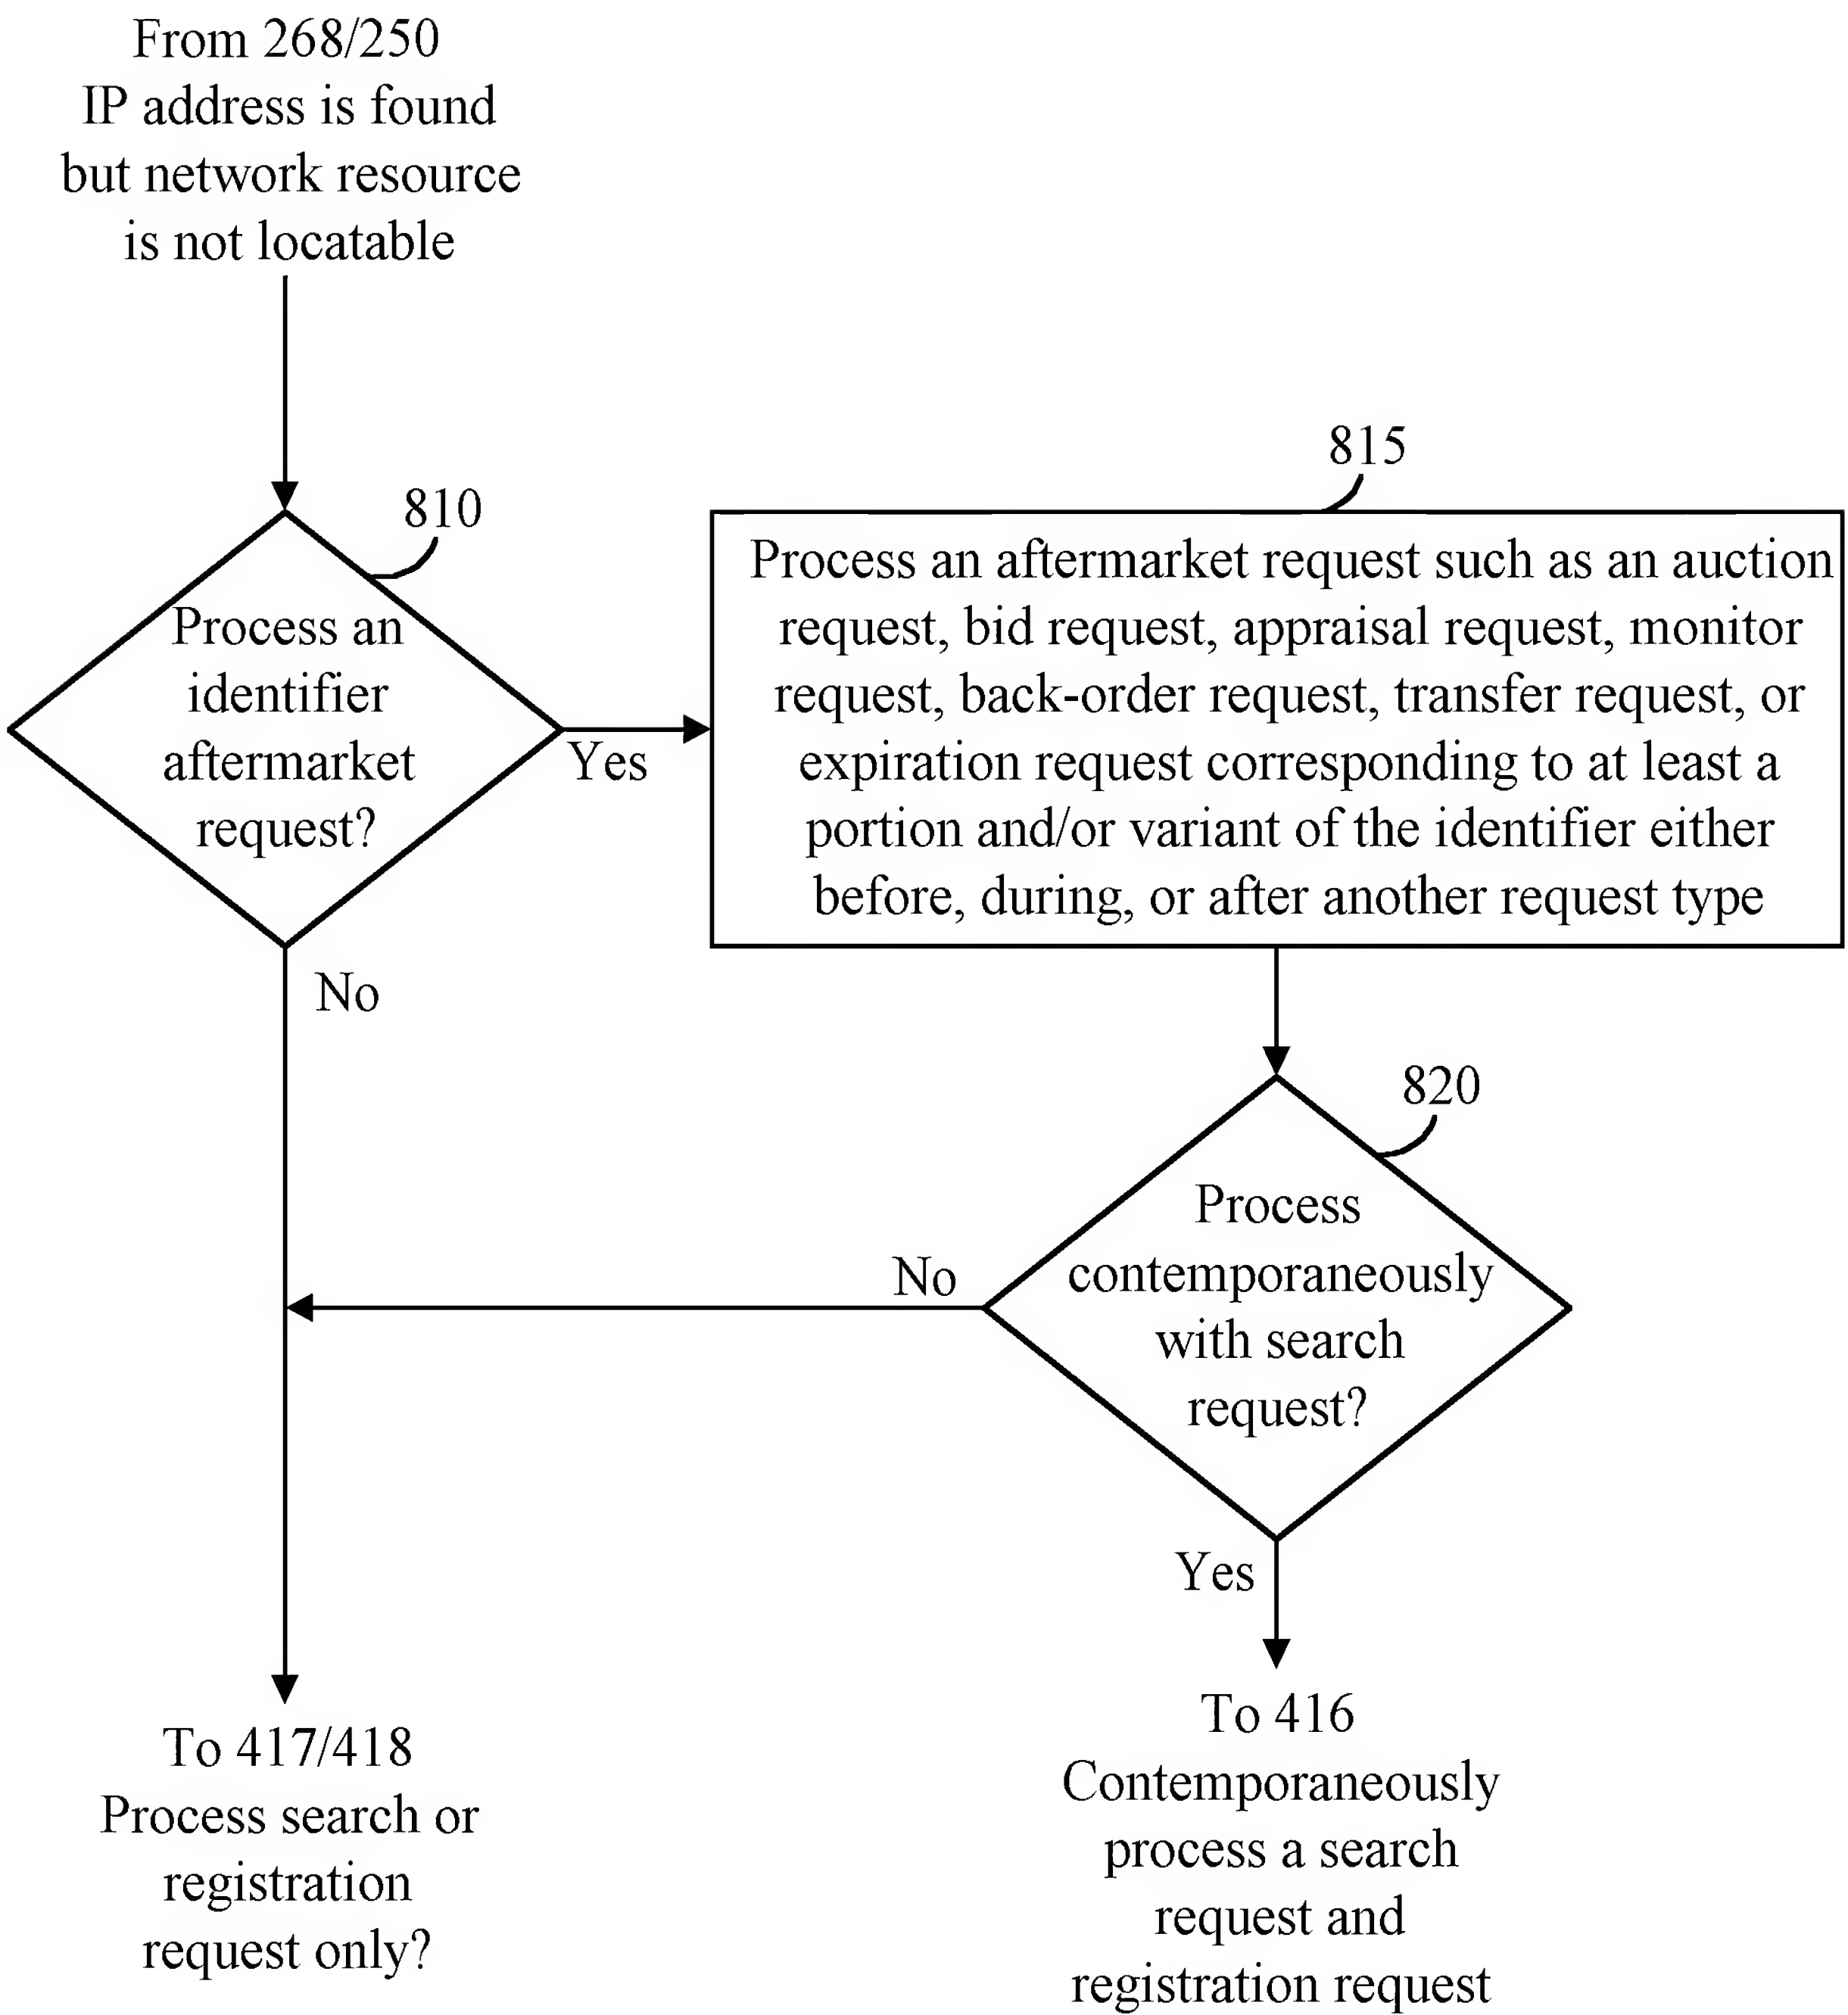 From 268/250
IP address is found
but network resource
is not locatable
810
Process an
identifier
aftermarket
request?
Yes
No
815
Process an aftermarket request such as an auction
request, bid request, appraisal request, monitor
request, back-order request, transfer request, or
expiration request corresponding to at least a
portion and/or variant of the identifier either
before, during, or after another request type
820
Process
contemporaneously
with search
request?
No
Yes
To 417/418
Process search or
registration
request only?
To 416
Contemporaneously
process a search
request and
registration request